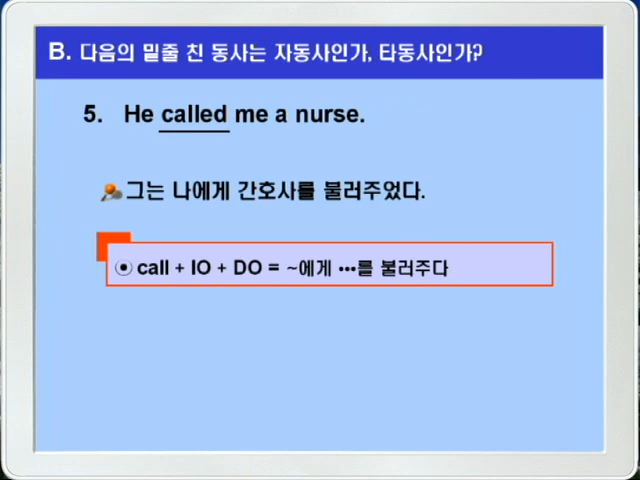 B. 다음의 밑줄 친 동사는 자동사인가, 타동사인가?
5. He called me a nurse.
그는 나에게 간호사를 불러주었다.
call + IO + DO = ~에게 •••를 불러주다